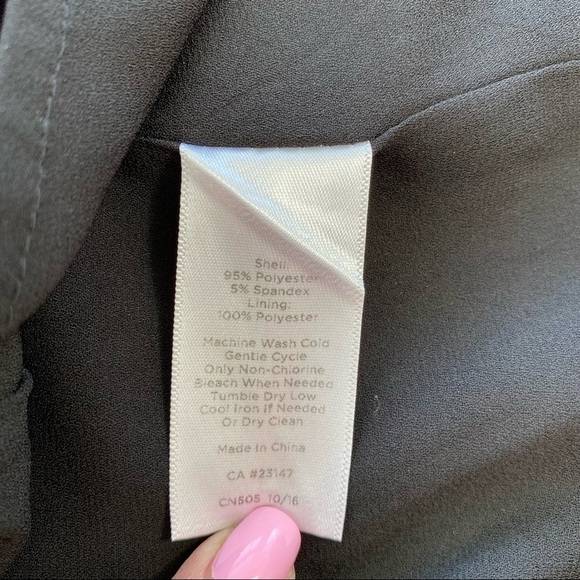 Shell:
95% Polyester
5% Spandex
Lining:
100% Polyester
Machine Wash Cold
Gentle Cycle
Only Non-Chlorine
Bleach When Needed
Tumble Dry Low
Cool Iron If Needed
Or Dry Clean
Made In China
CA #23147
CN505 10/16